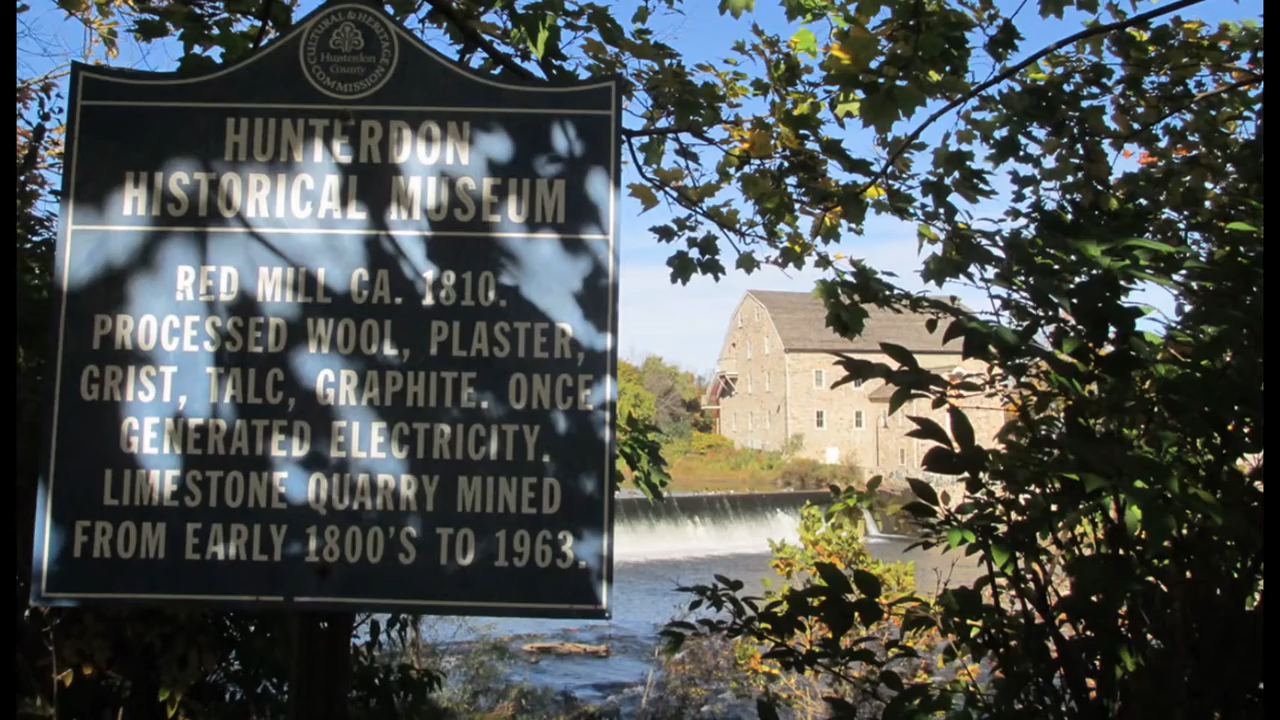 CULTURAL & HERITAGE
Hunterdon
County
COMMISSION
HUNTERDON
HISTORICAL MUSEUM
RED MILL CA. 1810.
PROCESSED WOOL, PLASTER,
GRIST, TALC, GRAPHITE. ONCE
GENERATED ELECTRICITY.
LIMESTONE QUARRY MINED
FROM EARLY 1800'S TO 1963.